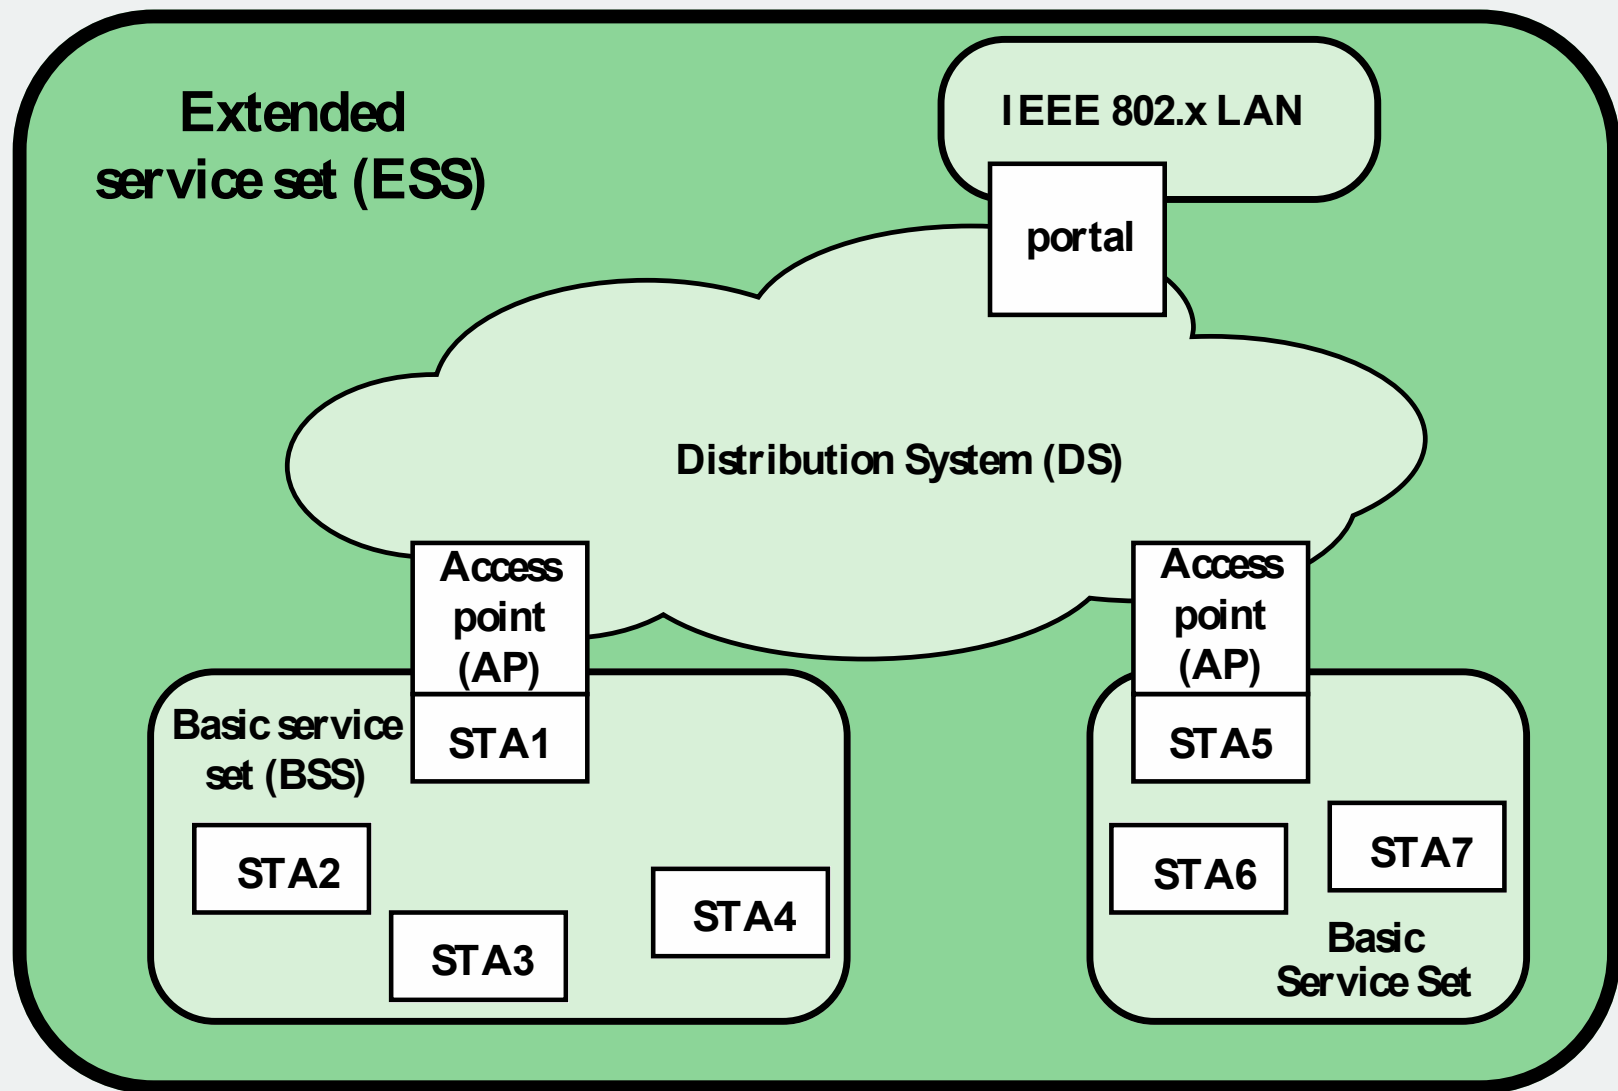 Extended
service set (ESS)
IEEE 802.x LAN
portal
Distribution System (DS)
Access
point
(AP)
Access
point
(AP)
Basic service
set (BSS)
STA1
STA5
STA2
STA3
STA4
STA6
STA7
Basic
Service Set